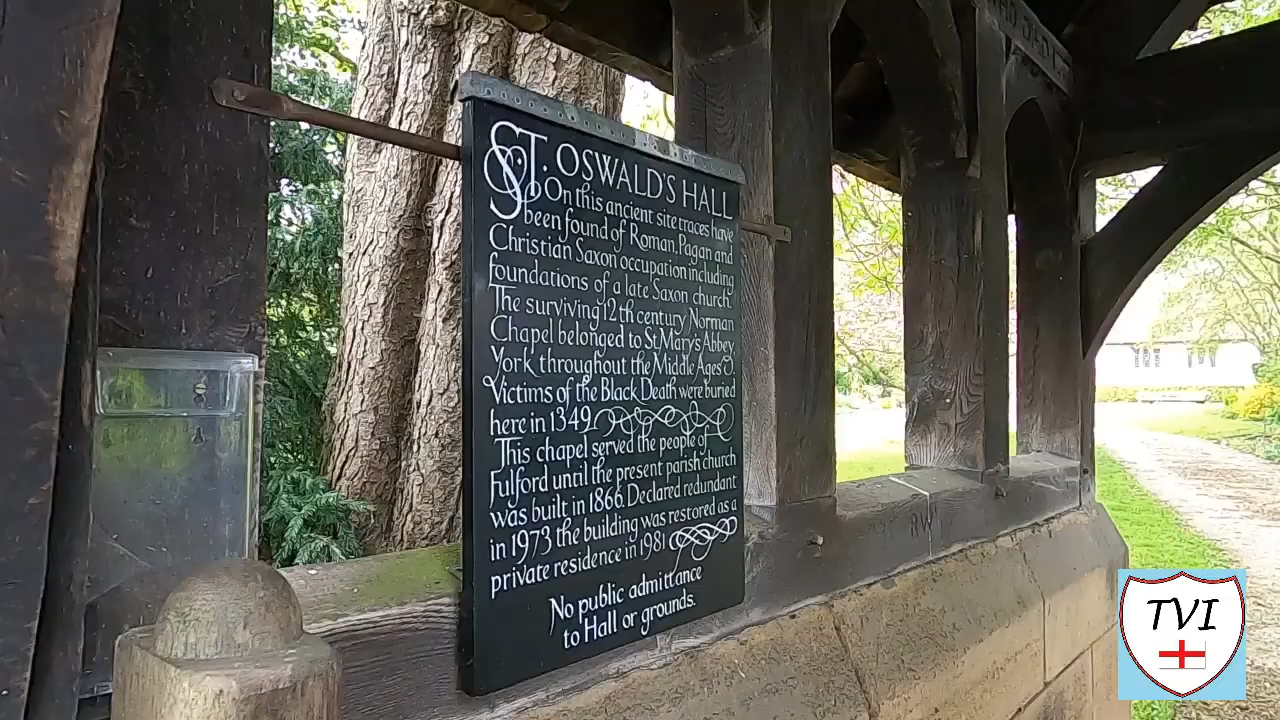 ST. OSWALD'S HALL
On this ancient site traces have
been found of Roman, Pagan and
Christian Saxon occupation including
foundations of a late Saxon church.
The surviving 12th century Norman
Chapel belonged to St Mary's Abbey,
York throughout the Middle Ages.
Victims of the Black Death were buried
here in 1349.
This chapel served the people of
Fulford until the present parish church
was built in 1866. Declared redundant
in 1973 the building was restored as a
private residence in 1981
No public admittance
to Hall or grounds.
RW
TVI